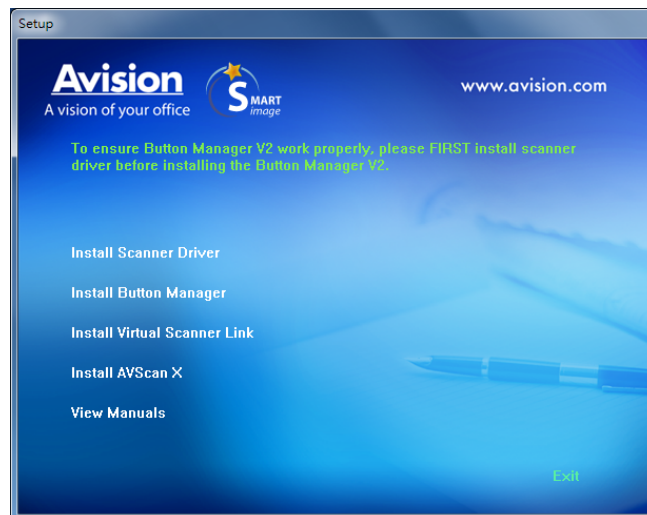 Setup
Avision
A vision of your office
SMART
image
www.avision.com
To ensure Button Manager V2 work properly, please FIRST install scanner
driver before installing the Button Manager V2.
Install Scanner Driver
Install Button Manager
Install Virtual Scanner Link
Install AVScan X
View Manuals
Exit